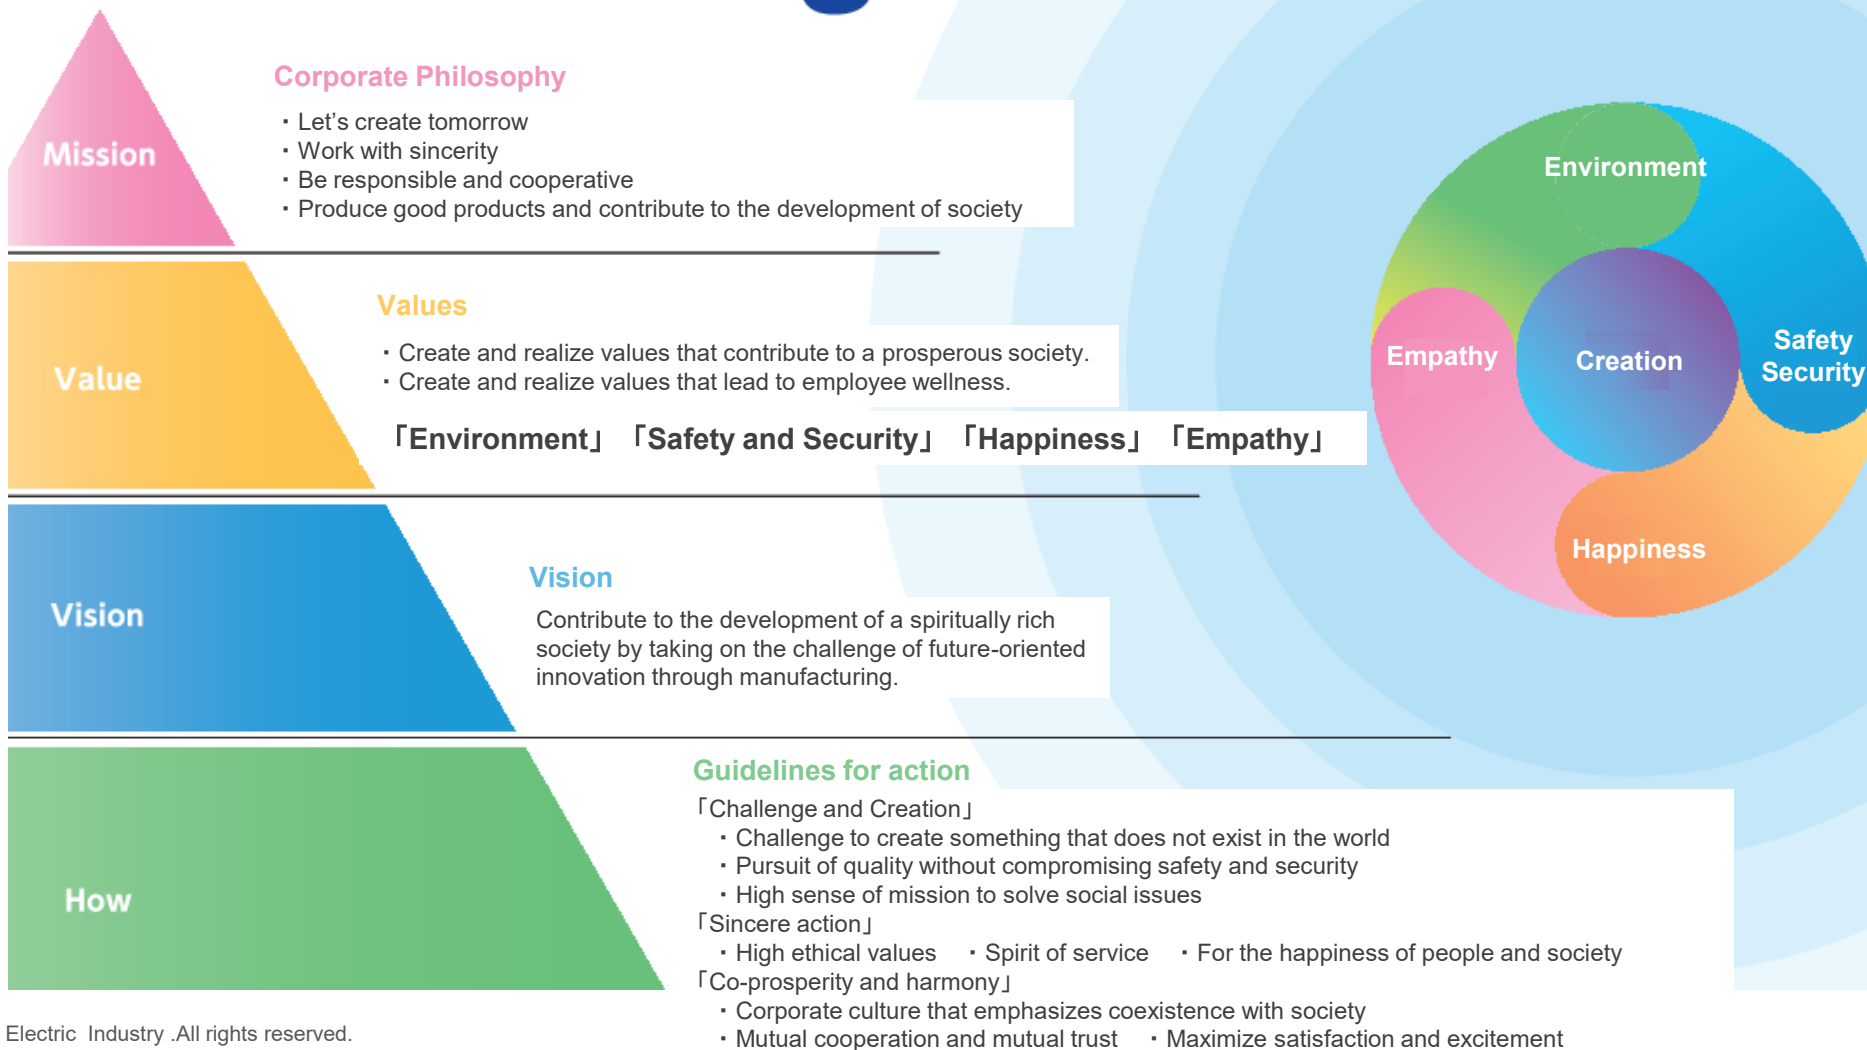 Mission
Corporate Philosophy
・Let's create tomorrow
・Work with sincerity
・Be responsible and cooperative
・Produce good products and contribute to the development of society
Value
Values
・Create and realize values that contribute to a prosperous society.
・Create and realize values that lead to employee wellness.
「Environment」 「Safety and Security」 「Happiness」 「Empathy」
Vision
Vision
Contribute to the development of a spiritually rich
society by taking on the challenge of future-oriented
innovation through manufacturing.
How
Guidelines for action
「Challenge and Creation」
・Challenge to create something that does not exist in the world
・Pursuit of quality without compromising safety and security
・High sense of mission to solve social issues
「Sincere action」
・High ethical values ・Spirit of service ・For the happiness of people and society
「Co-prosperity and harmony」
・Corporate culture that emphasizes coexistence with society
・Mutual cooperation and mutual trust ・Maximize satisfaction and excitement
Environment
Empathy
Creation
Safety
Security
Happiness
Electric Industry .All rights reserved.